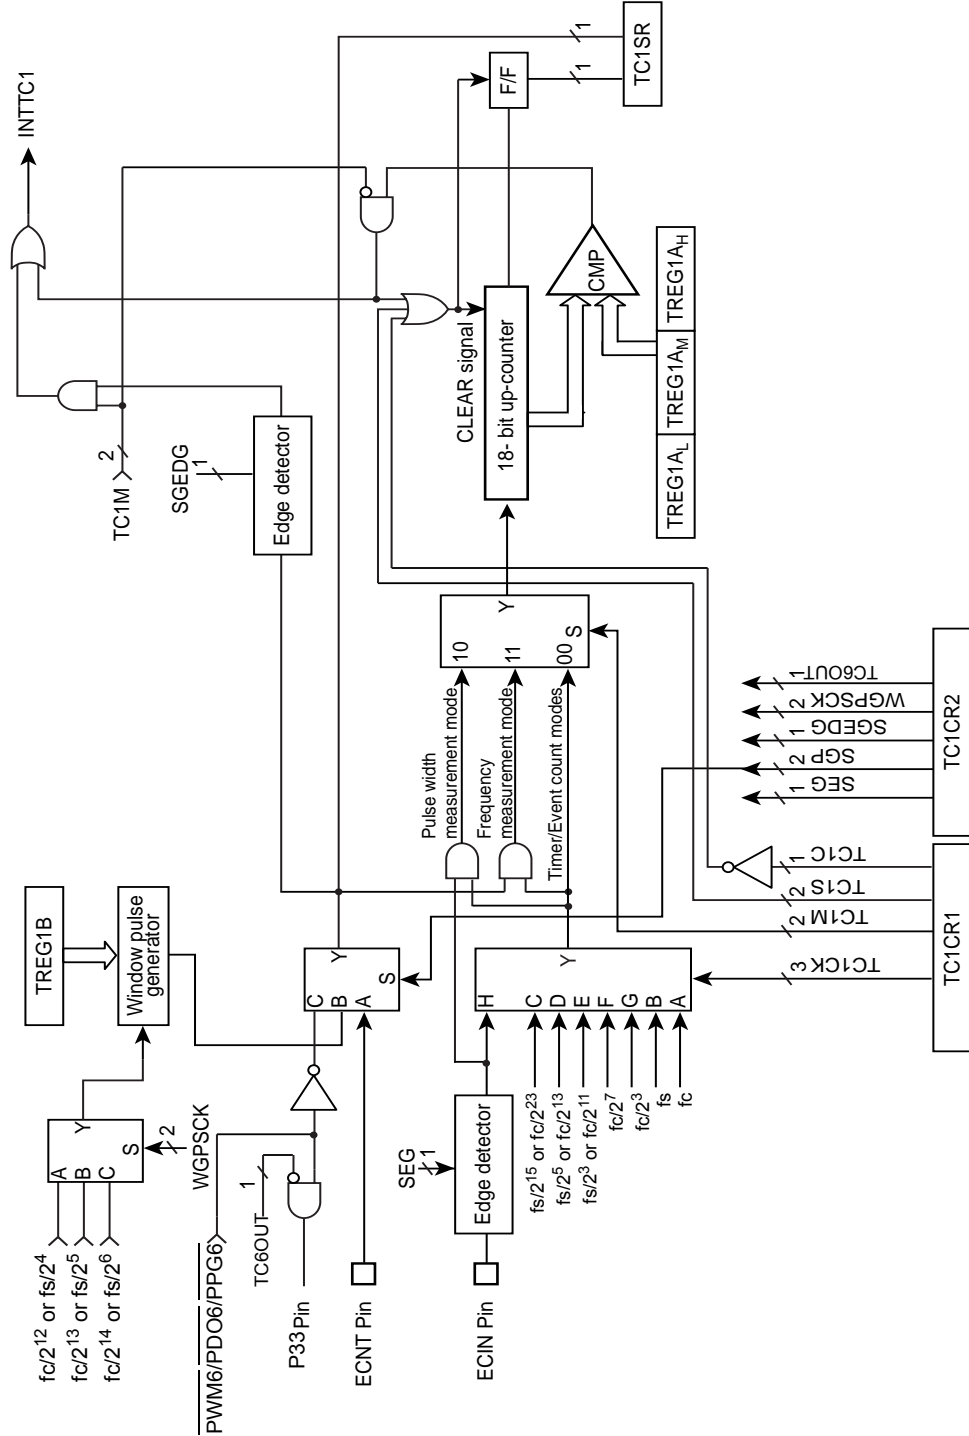 fc/2^12 or fs/2^4
fc/2^13 or fs/2^5
fc/2^14 or fs/2^6
A
B
C
Y
S
2
WGPSCK
TREG1B
Window pulse
generator
PWM6/PDO6/PPG6
TC6OUT
1
P33 Pin
ECNT Pin
C
B
A
Y
S
ECIN Pin
SEG
1
Edge detector
fs/2^15 or fc/2^23
fs/2^5 or fc/2^13
fs/2^3 or fc/2^11
fc/2^7
fc/2^3
fs
fc
H
C
D
E
F
G
B
A
Y
Pulse width
measurement mode
Frequency
measurement mode
Timer/Event count modes
10
11
00
Y
S
TC1M
2
SGEDG
1
Edge detector
INTTC1
CLEAR signal
18- bit up-counter
F/F
1
1
TC1SR
CMP
TREG1A_L
TREG1A_M
TREG1A_H
TC1CK
3
TC1M
2
TC1S
2
TC1C
1
TC1CR1
SEG
1
SGP
2
SGEDG
1
WGPSCK
2
TC6OUT
1
TC1CR2